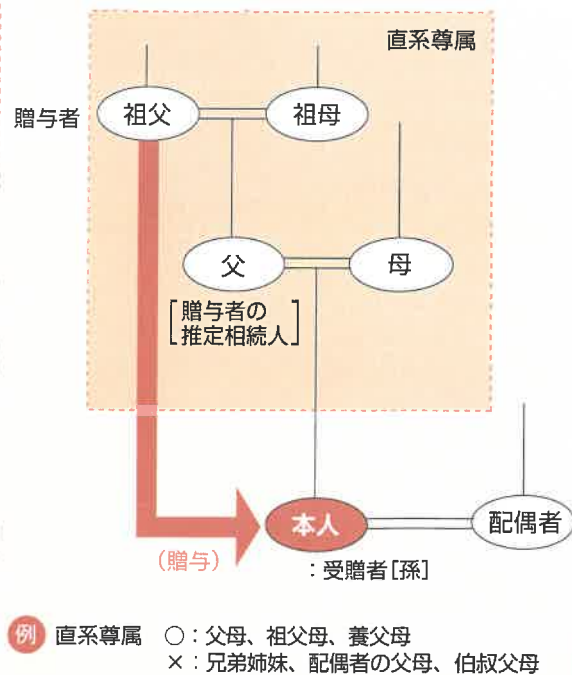 直系尊属
贈与者
祖父
祖母
父
母
[贈与者の
推定相続人]
本人
配偶者
(贈与)
：受贈者[孫]
例 直系尊属 ○：父母、祖父母、養父母
×：兄弟姉妹、配偶者の父母、伯叔父母